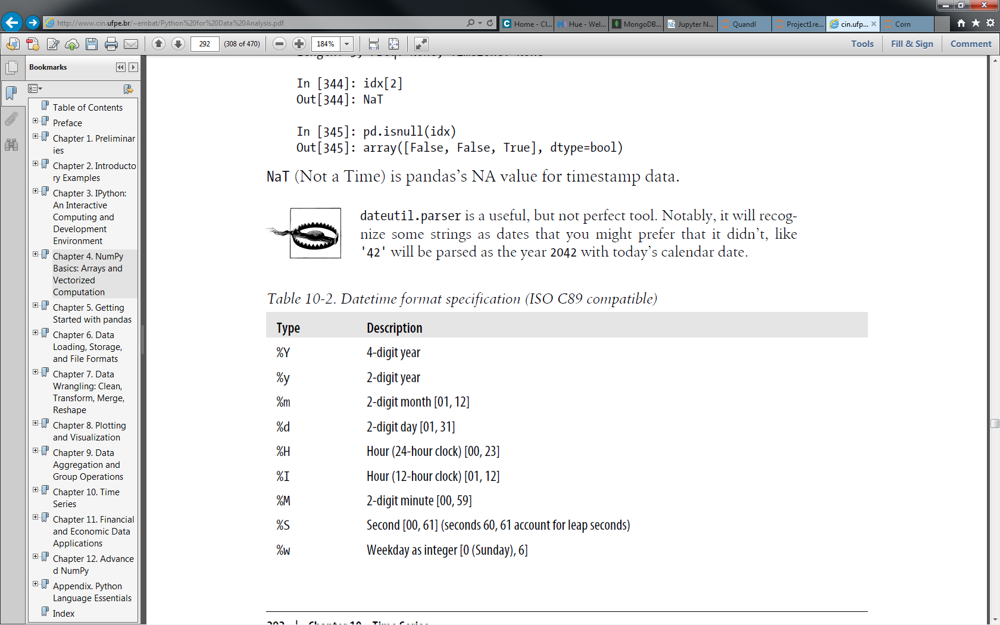 http://www.cin.ufpe.br/~embat/Python%20for%20Data%20Analysis.pdf
Home - Cl...
Hue - Wel...
MongoDB...
Jupyter N...
Quandl
Project1re...
cin.ufp...
Corn
292
(308 of 470)
184%
Tools
Fill & Sign
Comment
Bookmarks
Table of Contents
Preface
Chapter 1. Preliminar
ies
Chapter 2. Introducto
ry Examples
Chapter 3. IPython:
An Interactive
Computing and
Development
Environment
Chapter 4. NumPy
Basics: Arrays and
Vectorized
Computation
Chapter 5. Getting
Started with pandas
Chapter 6. Data
Loading, Storage,
and File Formats
Chapter 7. Data
Wrangling: Clean,
Transform, Merge,
Reshape
Chapter 8. Plotting
and Visualization
Chapter 9. Data
Aggregation and
Group Operations
Chapter 10. Time
Series
Chapter 11. Financial
and Economic Data
Applications
Chapter 12. Advance
d NumPy
Appendix. Python
Language Essentials
Index
In [344]: idx[2]
Out[344]: NaT
In [345]: pd.isnull(idx)
Out[345]: array([False, False, True], dtype=bool)
NaT (Not a Time) is pandas's NA value for timestamp data.
dateutil.parser is a useful, but not perfect tool. Notably, it will recog-
nize some strings as dates that you might prefer that it didn't, like
'42' will be parsed as the year 2042 with today's calendar date.
Table 10-2. Datetime format specification (ISO C89 compatible)
Type Description
%Y 4-digit year
%y 2-digit year
%m 2-digit month [01, 12]
%d 2-digit day [01, 31]
%H Hour (24-hour clock) [00, 23]
%I Hour (12-hour clock) [01, 12]
%M 2-digit minute [00, 59]
%S Second [00, 61] (seconds 60, 61 account for leap seconds)
%w Weekday as integer [0 (Sunday), 6]
292 | Chapter 10 Time Series